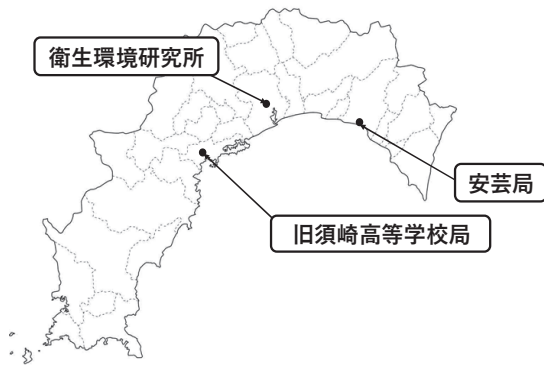 衛生環境研究所
安芸局
旧須崎高等学校局